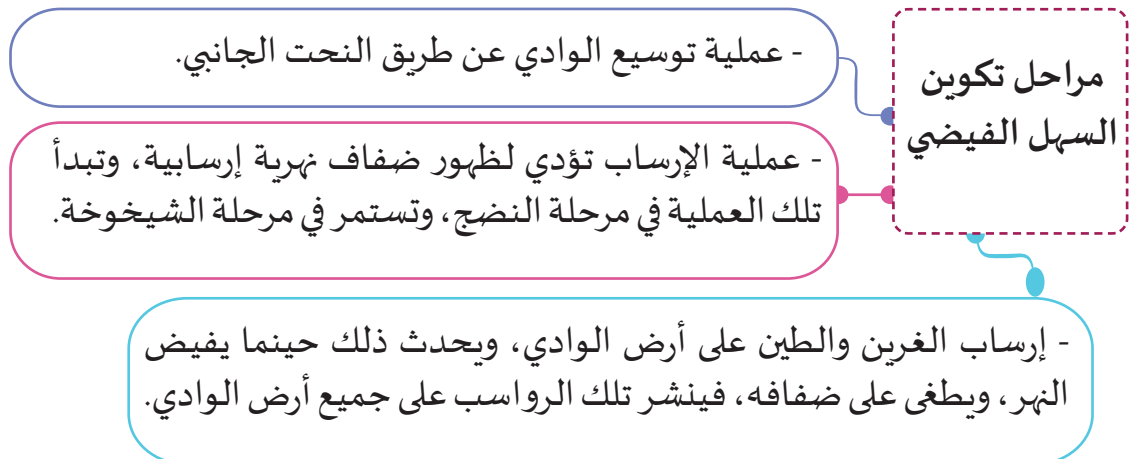 مراحل تكوين
السهل الفيضي
- عملية توسيع الوادي عن طريق النحت الجانبي.
- عملية الإرساب تؤدي لظهور ضفاف نهرية إرسابية، وتبدأ
تلك العملية في مرحلة النضج، وتستمر في مرحلة الشيخوخة.
- إرساب الغرين والطين على أرض الوادي، ويحدث ذلك حينما يفيض
النهر، ويطغى على ضفافه، فينشر تلك الرواسب على جميع أرض الوادي.